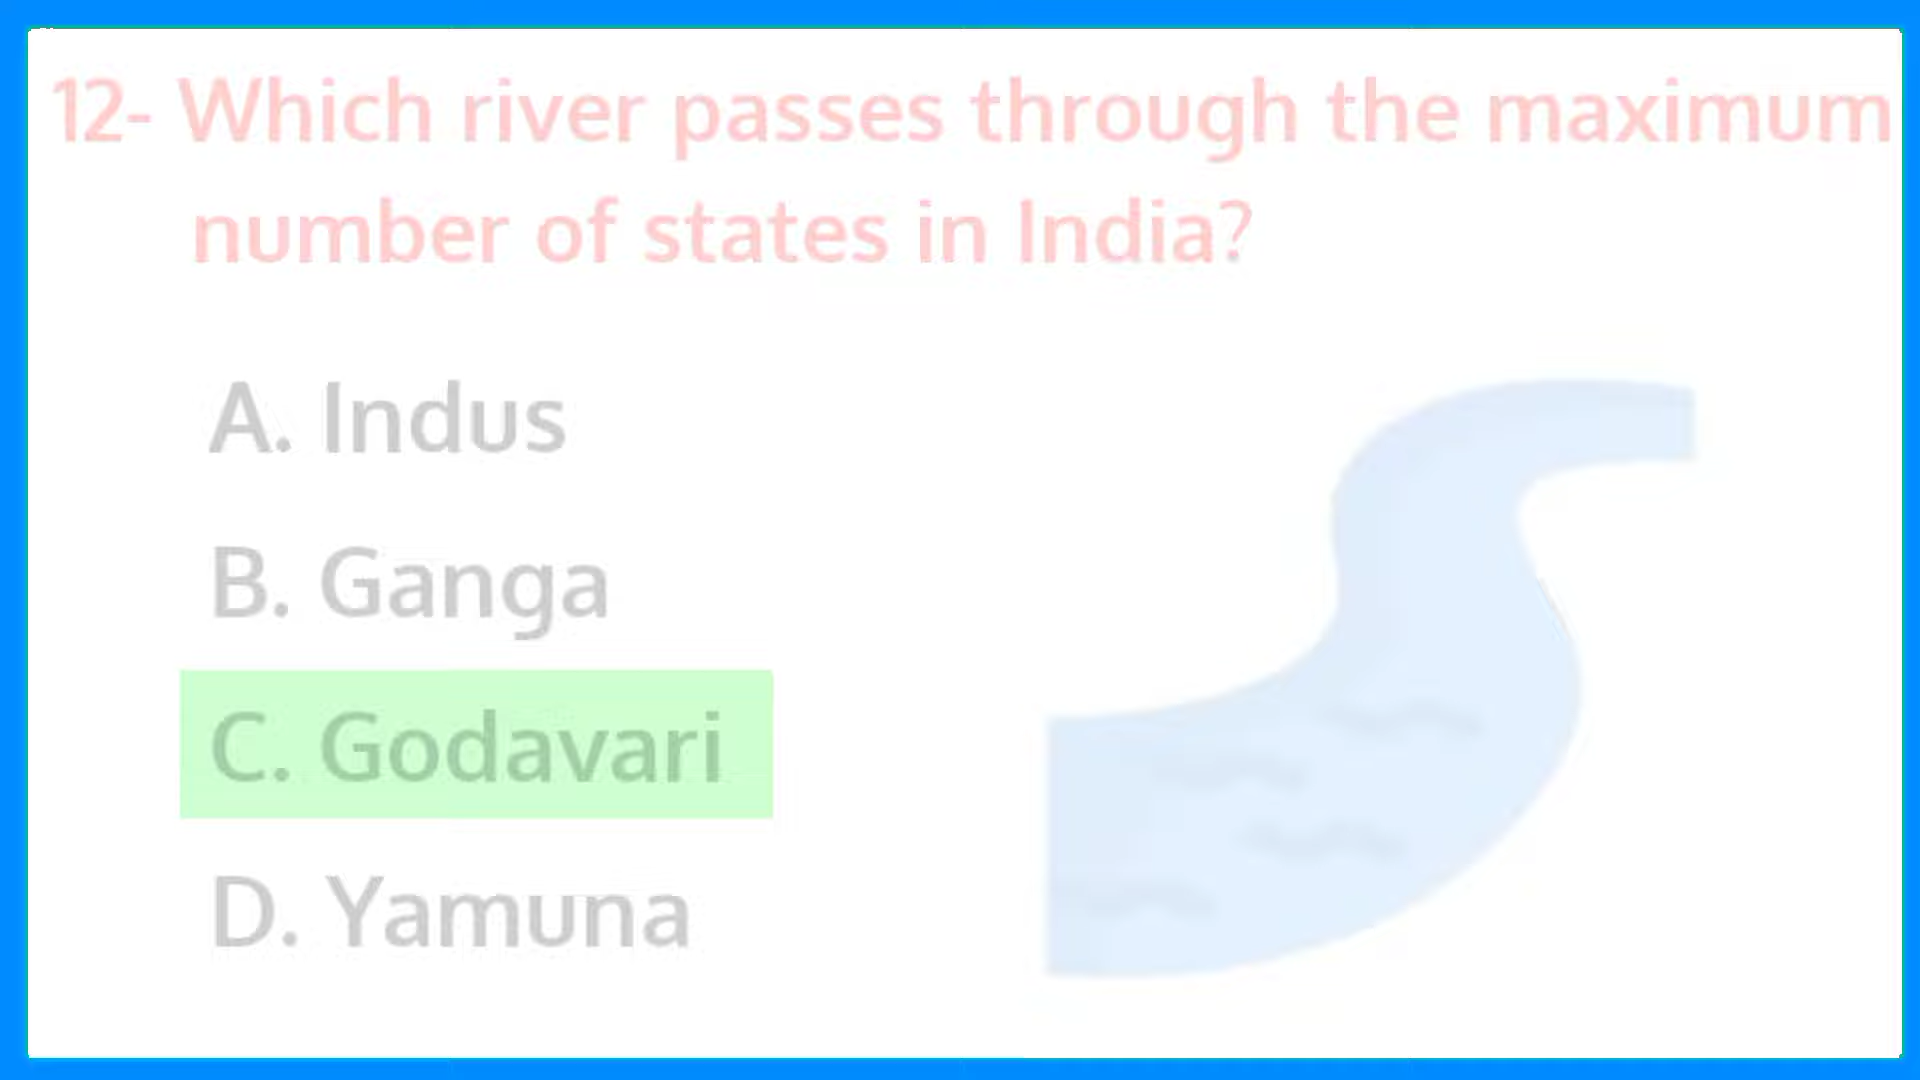 12- Which river passes through the maximum
number of states in India?
A. Indus
B. Ganga
C. Godavari
D. Yamuna